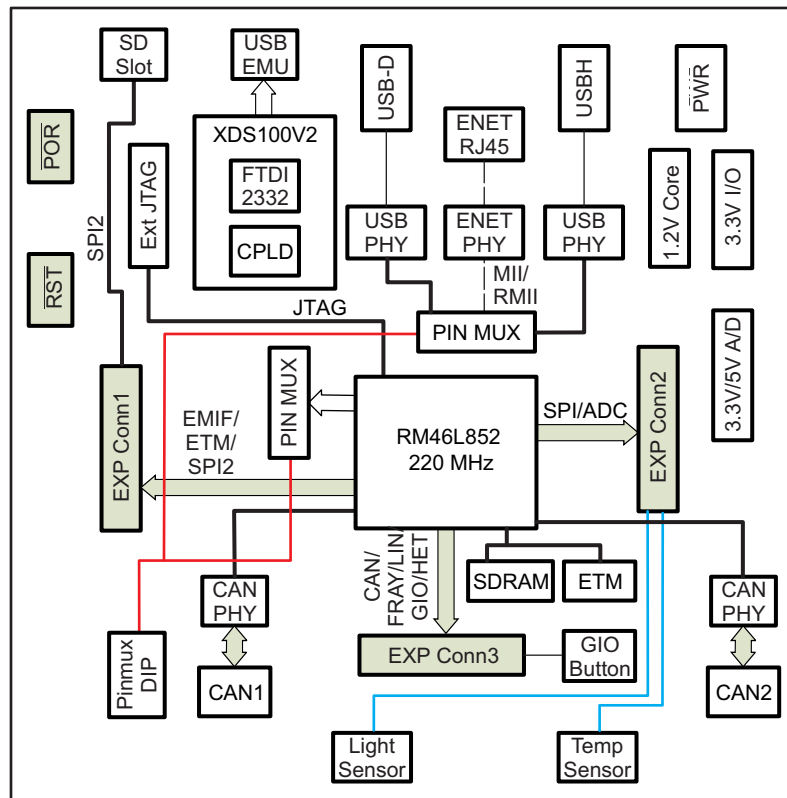 SD
Slot
USB
EMU
USB-D
USBH
PWR
XDS100V2
FTDI
2332
CPLD
ENET
RJ45
POR
Ext JTAG
SPI2
1.2V Core
3.3V I/O
USB
PHY
ENET
PHY
USB
PHY
RST
MII/
RMII
JTAG
PIN MUX
3.3V/5V A/D
PIN MUX
EXP Conn1
EMIF/
ETM/
SPI2
RM46L852
220 MHz
SPI/ADC
EXP Conn2
CAN/
FRAY/LIN/
GIO/HET
SDRAM
ETM
CAN
PHY
CAN
PHY
Pinmux
DIP
CAN1
EXP Conn3
GIO
Button
CAN2
Light
Sensor
Temp
Sensor